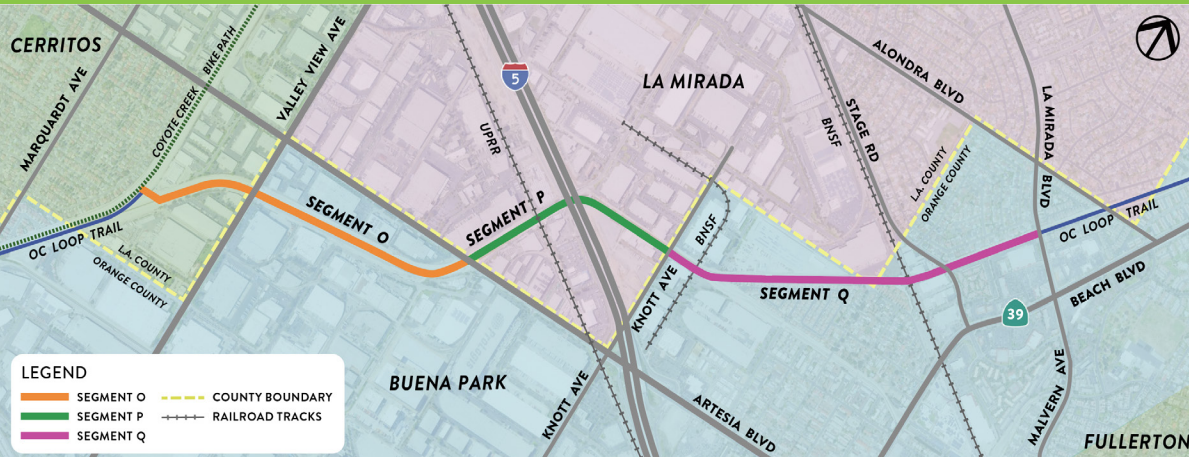 CERRITOS
MARQUARDT AVE
COYOTE CREEK
BIKE PATH
VALLEY VIEW AVE
UPRR
5
LA MIRADA
STAGE RD
BNSF
ALONDRA BLVD
LA MIRADA BLVD
L.A. COUNTY
ORANGE COUNTY
OC LOOP TRAIL
L.A. COUNTY
ORANGE COUNTY
SEGMENT O
SEGMENT P
KNOTT AVE
BNSF
SEGMENT Q
OC LOOP TRAIL
39
BEACH BLVD
BUENA PARK
KNOTT AVE
ARTESIA BLVD
MALVERN AVE
FULLERTON
LEGEND
SEGMENT O
SEGMENT P
SEGMENT Q
COUNTY BOUNDARY
RAILROAD TRACKS